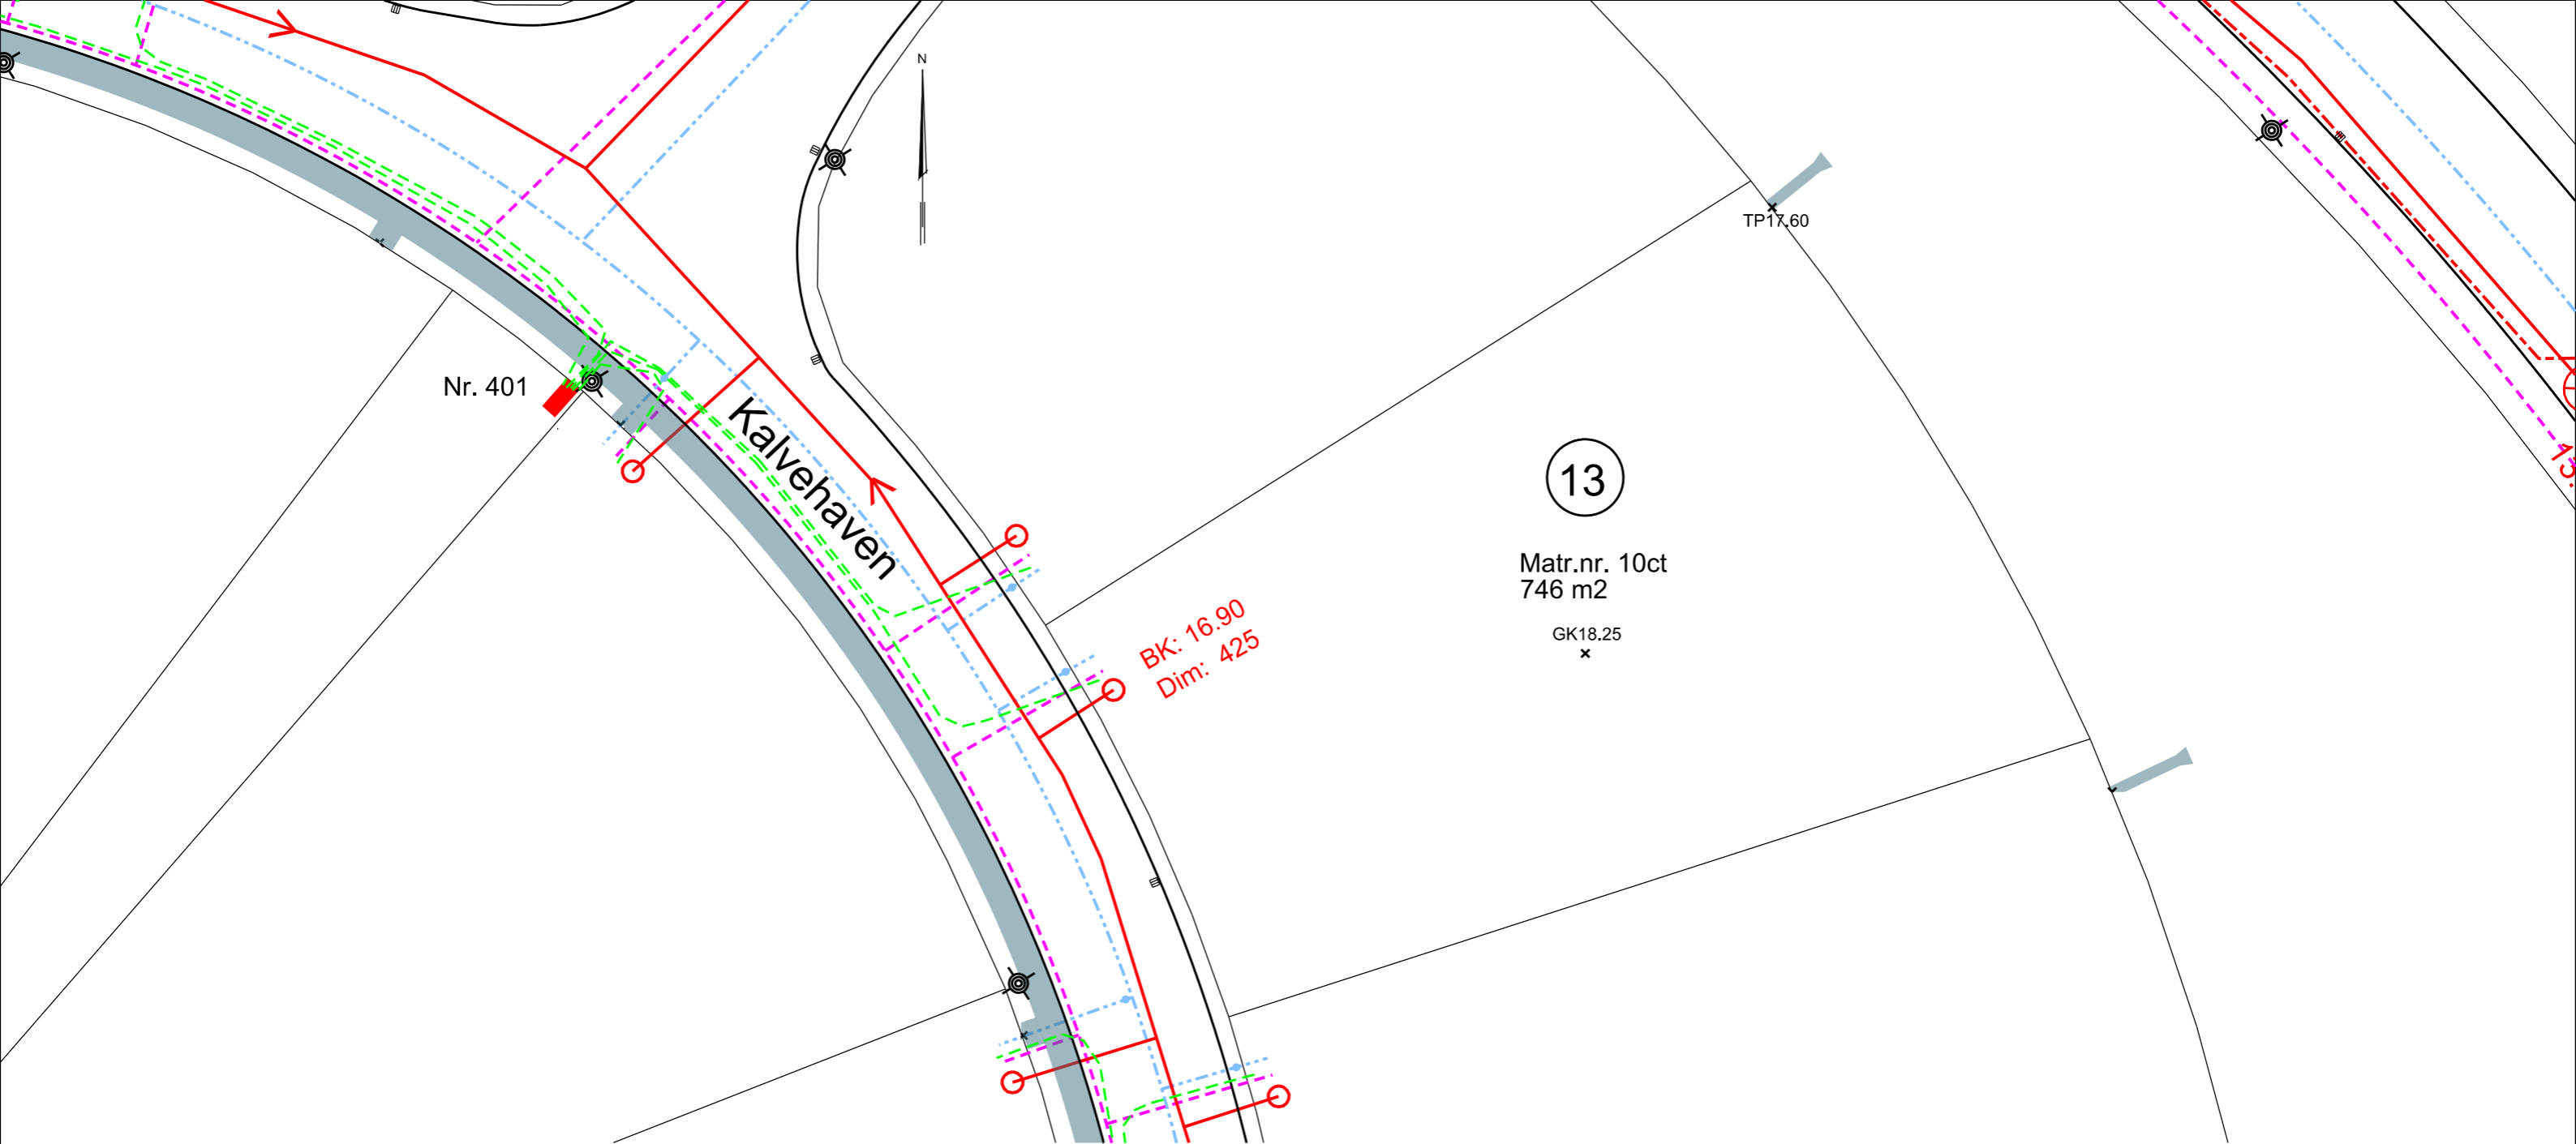 N
TP17.60
Nr. 401
Kalvehaven
13
Matr.nr. 10ct
746 m2
GK18.25
BK: 16.90
Dim: 425